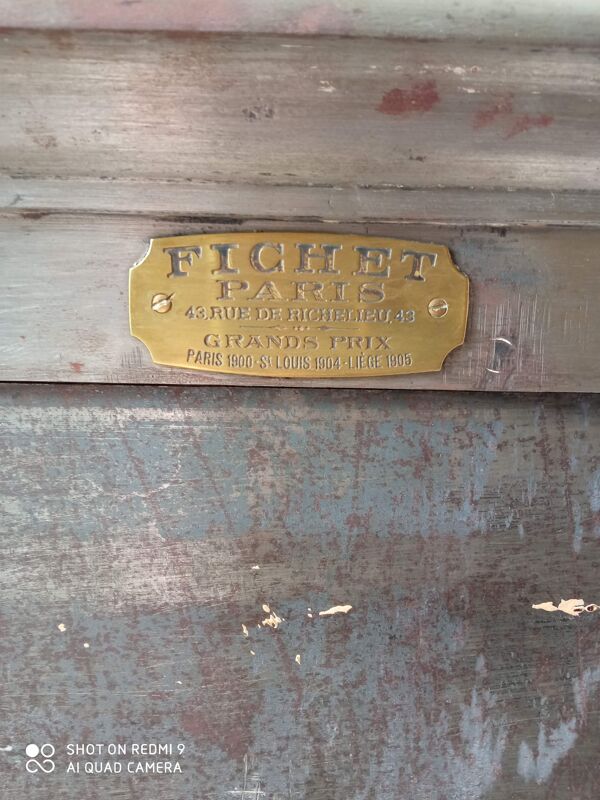 FICHET
PARIS
43, RUE DE RICHELIEU, 43
GRANDS PRIX
PARIS 1900-St LOUIS 1904-LIÈGE 1905
SHOT ON REDMI 9
AI QUAD CAMERA